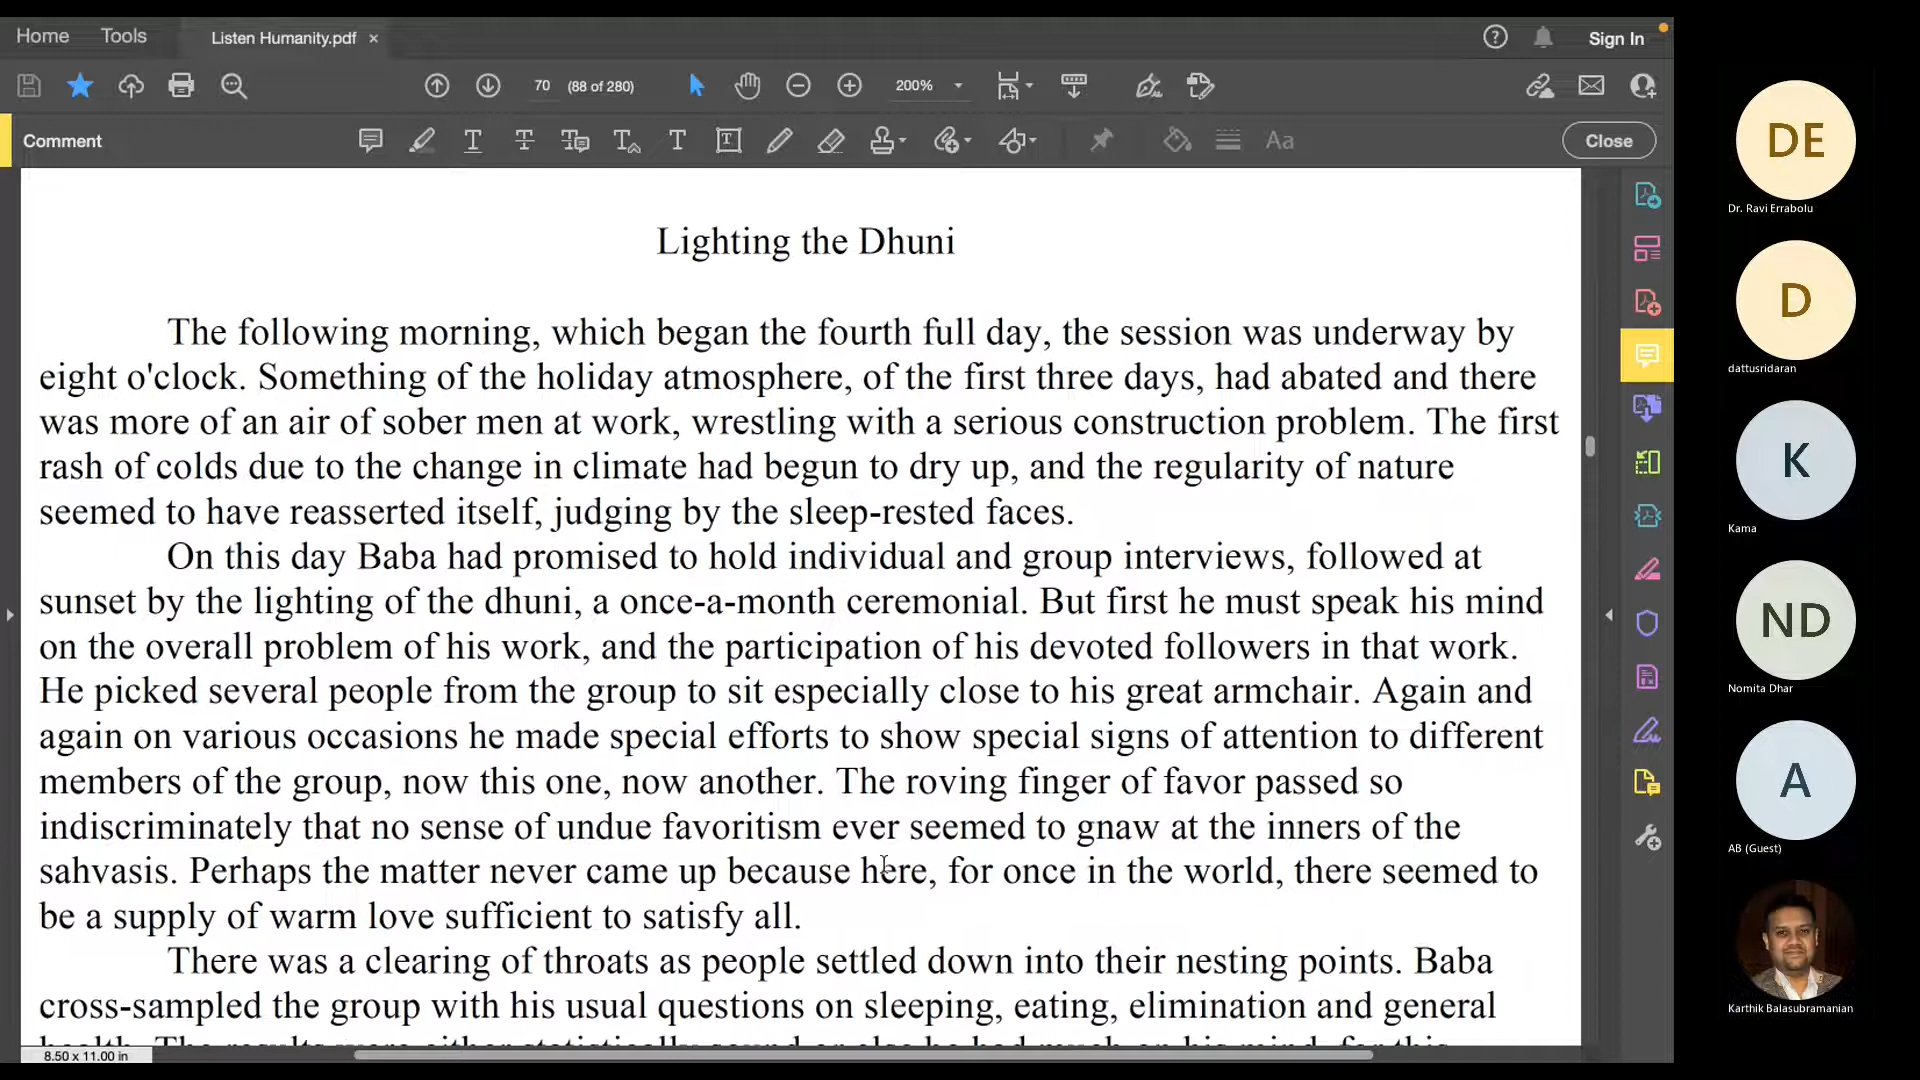 Home Tools Listen Humanity.pdf × Sign In
70 (88 of 280) 200%
Comment T T T T T T Aa Close
Lighting the Dhuni
The following morning, which began the fourth full day, the session was underway by
eight o'clock. Something of the holiday atmosphere, of the first three days, had abated and there
was more of an air of sober men at work, wrestling with a serious construction problem. The first
rash of colds due to the change in climate had begun to dry up, and the regularity of nature
seemed to have reasserted itself, judging by the sleep-rested faces.
On this day Baba had promised to hold individual and group interviews, followed at
sunset by the lighting of the dhuni, a once-a-month ceremonial. But first he must speak his mind
on the overall problem of his work, and the participation of his devoted followers in that work.
He picked several people from the group to sit especially close to his great armchair. Again and
again on various occasions he made special efforts to show special signs of attention to different
members of the group, now this one, now another. The roving finger of favor passed so
indiscriminately that no sense of undue favoritism ever seemed to gnaw at the inners of the
sahvasis. Perhaps the matter never came up because here, for once in the world, there seemed to
be a supply of warm love sufficient to satisfy all.
There was a clearing of throats as people settled down into their nesting points. Baba
cross-sampled the group with his usual questions on sleeping, eating, elimination and general
8.50 x 11.00 in
DE
Dr. Ravi Errabolu
D
dattusridaran
K
Kama
ND
Nomita Dhar
A
AB (Guest)
Karthik Balasubramanian